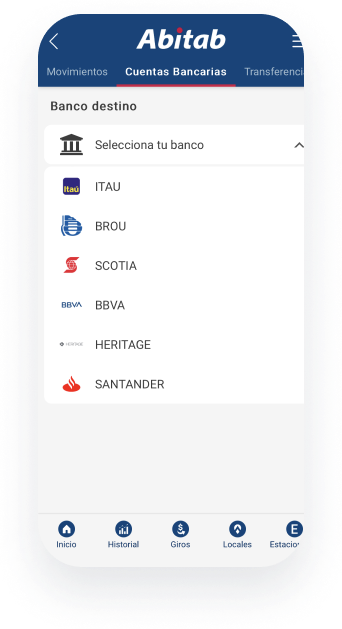 Abitab
Movimientos Cuentas Bancarias Transferencia
Banco destino
Selecciona tu banco
Itaú ITAU
BROU
SCOTIA
BBVA BBVA
HERITAGE HERITAGE
SANTANDER
Inicio Historial Giros Locales Estacio